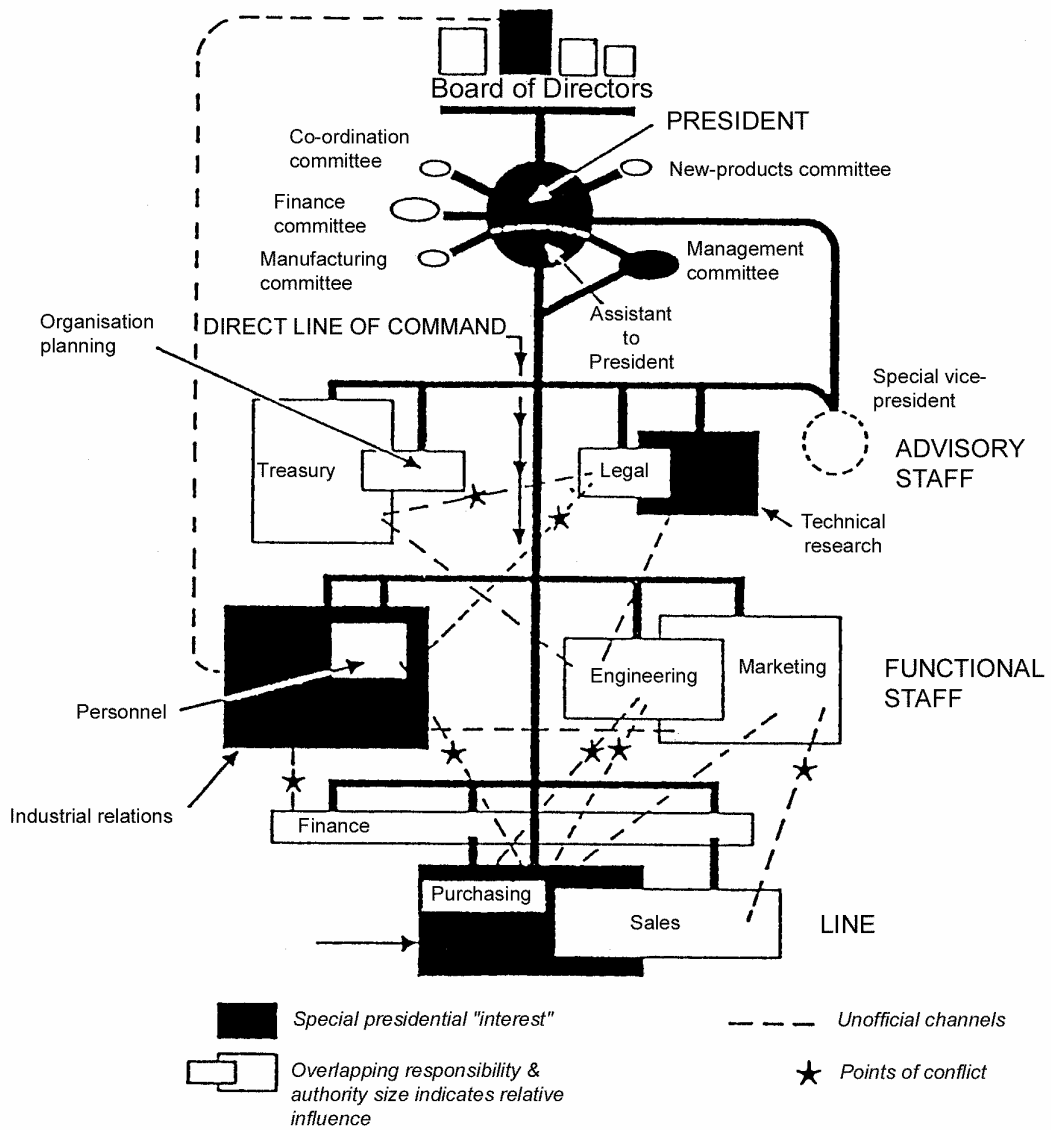 Board of Directors
PRESIDENT
Co-ordination
committee
New-products committee
Finance
committee
Manufacturing
committee
Management
committee
Organisation
planning
DIRECT LINE OF COMMAND
Assistant
to
President
Special vice-
president
ADVISORY
STAFF
Treasury
Legal
Technical
research
Engineering
Marketing
FUNCTIONAL
STAFF
Personnel
Industrial relations
Finance
Purchasing
Sales
LINE
Special presidential "interest"
Unofficial channels
Overlapping responsibility &
authority size indicates relative
influence
Points of conflict